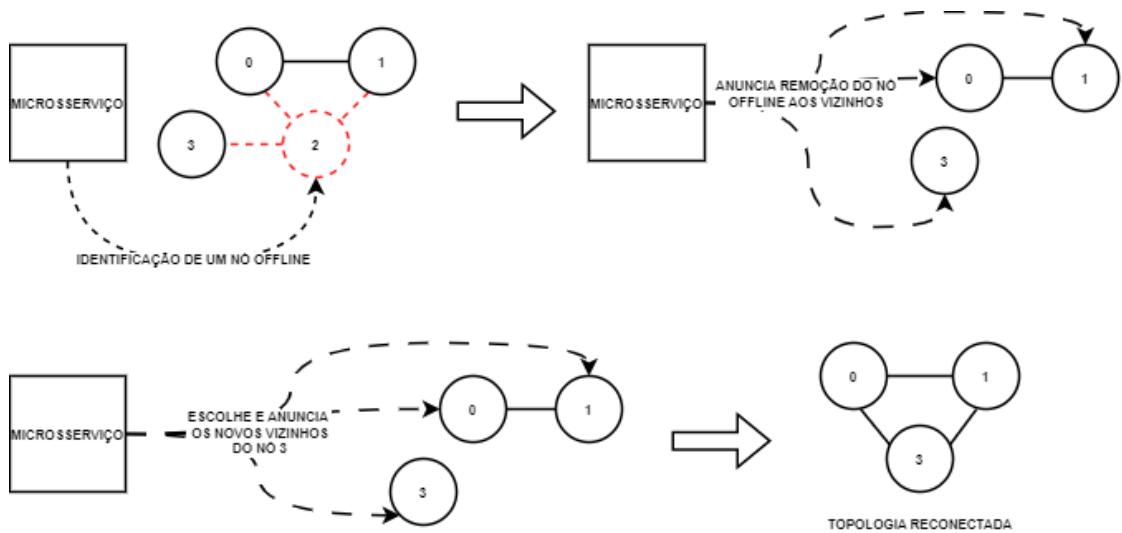 0
1
MICROSSERVIÇO
3
2
IDENTIFICAÇÃO DE UM NÓ OFFLINE
0
1
MICROSSERVIÇO
ANUNCIA REMOÇÃO DO NÓ
OFFLINE AOS VIZINHOS
3
MICROSSERVIÇO
ESCOLHE E ANUNCIA
OS NOVOS VIZINHOS
DO NÓ 3
0
1
3
0
1
3
TOPOLOGIA RECONECTADA